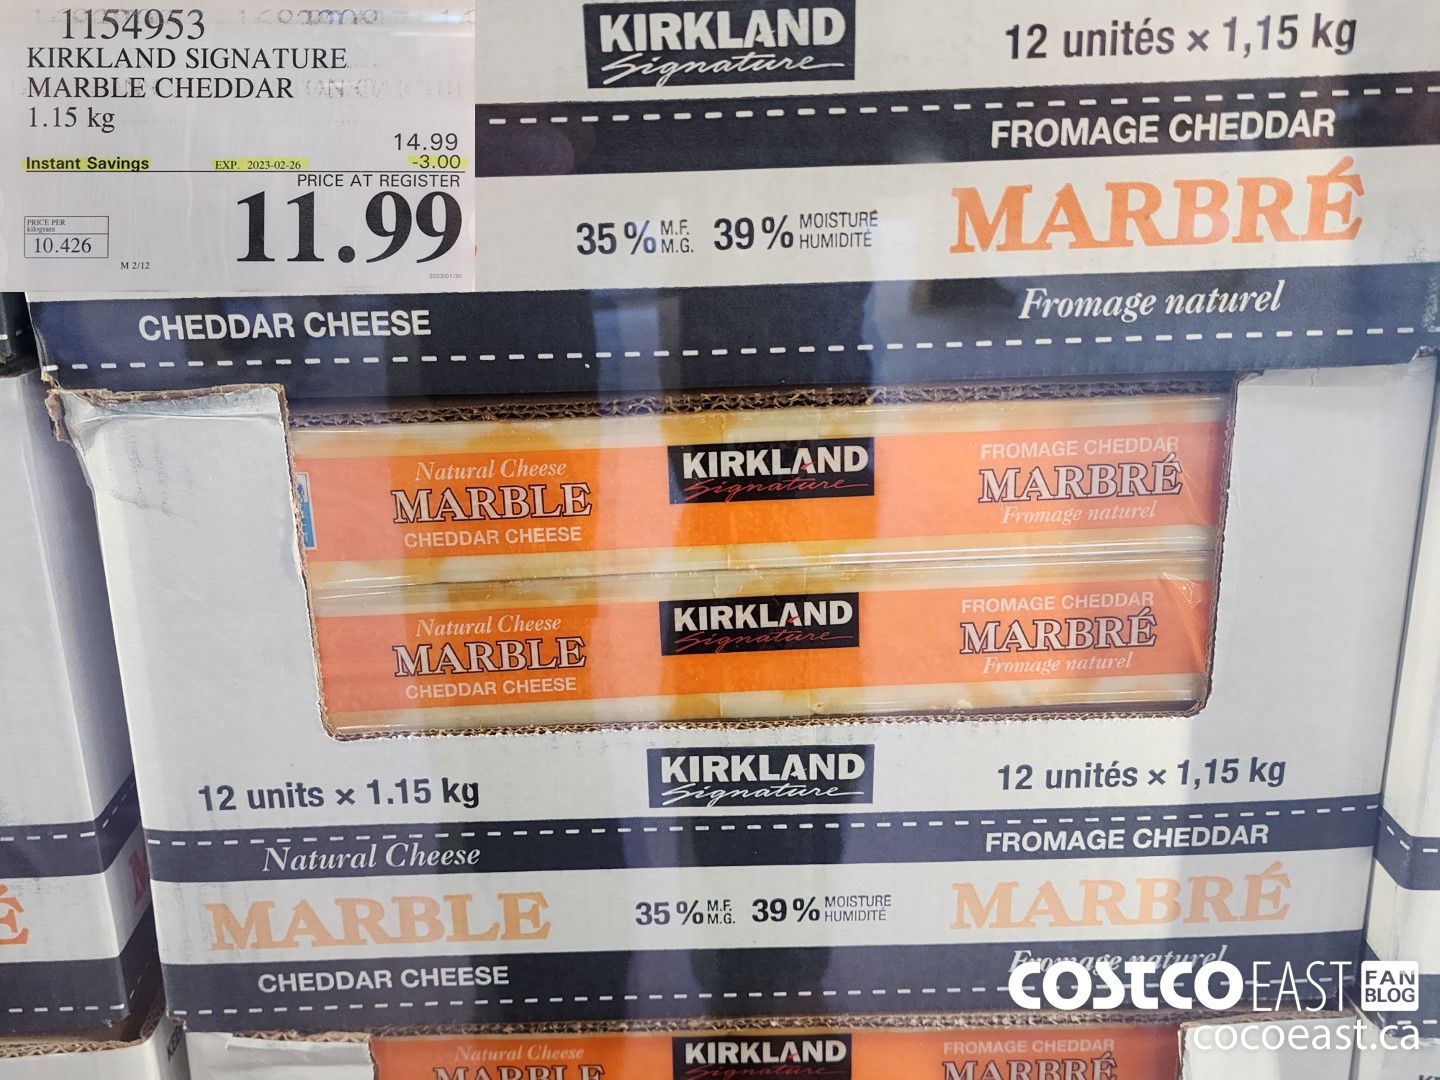 1154953
KIRKLAND SIGNATURE
MARBLE CHEDDAR
1.15 kg
14.99
Instant Savings EXP. 2023-02-26 -3.00
PRICE AT REGISTER
11.99
PRICE PER
kilogram
10.426
M 2/12
2023/01/30
KIRKLAND
Signature
12 unités × 1,15 kg
FROMAGE CHEDDAR
MARBRÉ
35% M.F. M.G. 39% MOISTURE HUMIDITÉ
Fromage naturel
CHEDDAR CHEESE
Natural Cheese
MARBLE
CHEDDAR CHEESE
KIRKLAND
Signature
FROMAGE CHEDDAR
MARBRÉ
Fromage naturel
Natural Cheese
MARBLE
CHEDDAR CHEESE
KIRKLAND
Signature
FROMAGE CHEDDAR
MARBRÉ
Fromage naturel
12 units × 1.15 kg
KIRKLAND
Signature
12 unités × 1,15 kg
Natural Cheese
FROMAGE CHEDDAR
MARBLE
35% M.F. M.G. 39% MOISTURE HUMIDITÉ
MARBRÉ
CHEDDAR CHEESE
Fromage naturel
COSTCO EAST FAN BLOG
cocoeast.ca
Natural Cheese
MARBLE
KIRKLAND
Signature
FROMAGE CHEDDAR
MARBRÉ